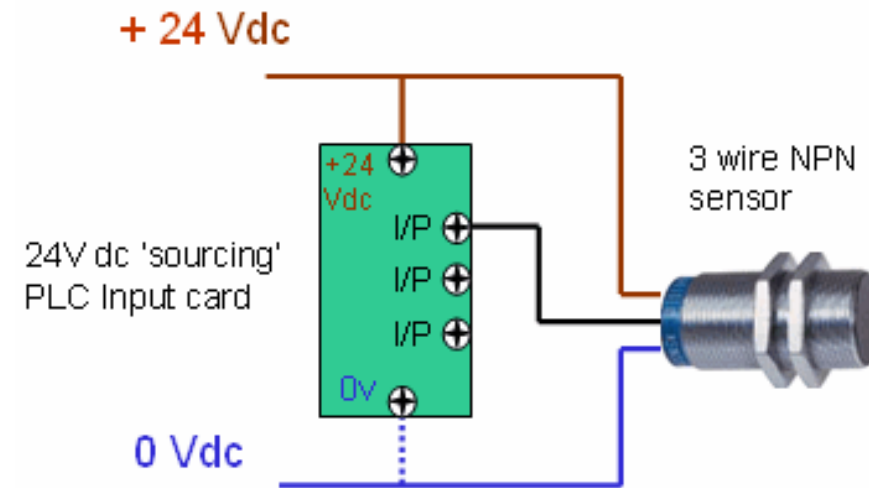 + 24 Vdc
+24
Vdc
I/P
I/P
I/P
0v
24V dc 'sourcing'
PLC Input card
3 wire NPN
sensor
0 Vdc